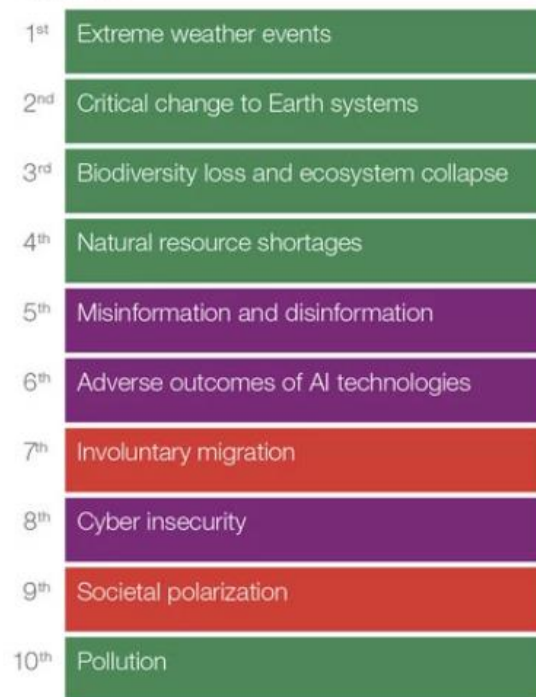 1st Extreme weather events
2nd Critical change to Earth systems
3rd Biodiversity loss and ecosystem collapse
4th Natural resource shortages
5th Misinformation and disinformation
6th Adverse outcomes of AI technologies
7th Involuntary migration
8th Cyber insecurity
9th Societal polarization
10th Pollution